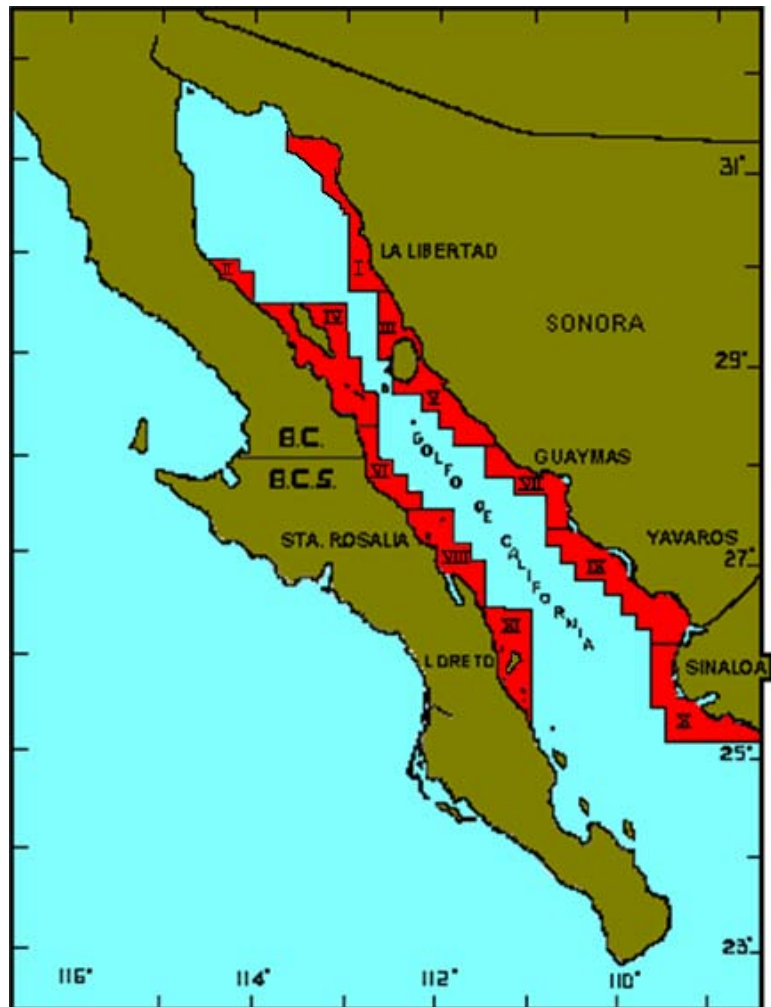 31°
LA LIBERTAD
I
II
SONORA
IV
III
29°
V
GOLFO DE CALIFORNIA
B.C.
GUAYMAS
B.C.S.
VI
VII
STA. ROSALIA
YAVAROS
VIII
IX
27°
XI
LORETO
SINALOA
X
25°
23°
116°
114°
112°
110°